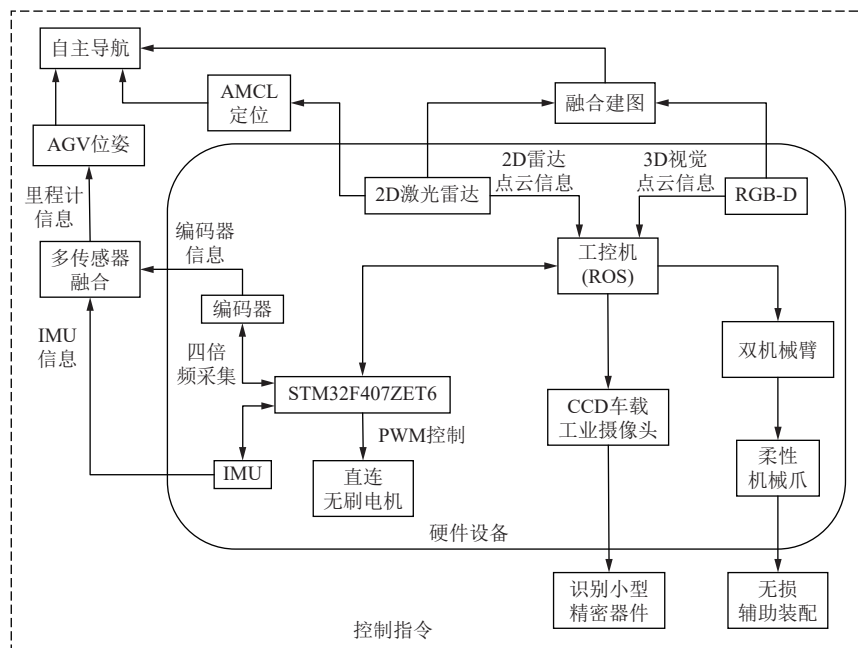 自主导航
AMCL
定位
融合建图
AGV位姿
2D激光雷达
2D雷达
点云信息
3D视觉
点云信息
RGB-D
里程计
信息
编码器
信息
多传感器
融合
工控机
(ROS)
编码器
IMU
信息
四倍
频采集
双机械臂
STM32F407ZET6
CCD车载
工业摄像头
PWM控制
柔性
机械爪
IMU
直连
无刷电机
硬件设备
识别小型
精密器件
无损
辅助装配
控制指令